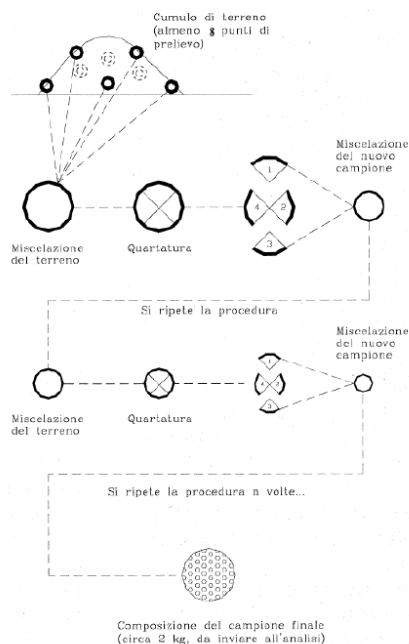 Cumulo di terreno
(almeno 8 punti di
prelievo)
Miscelazione
del nuovo
campione
1
4
2
3
Miscelazione
del terreno
Quartatura
Si ripete la procedura
Miscelazione
del nuovo
campione
1
4
2
3
Miscelazione
del terreno
Quartatura
Si ripete la procedura n volte...
Composizione del campione finale
(circa 2 kg, da inviare all'analisi)